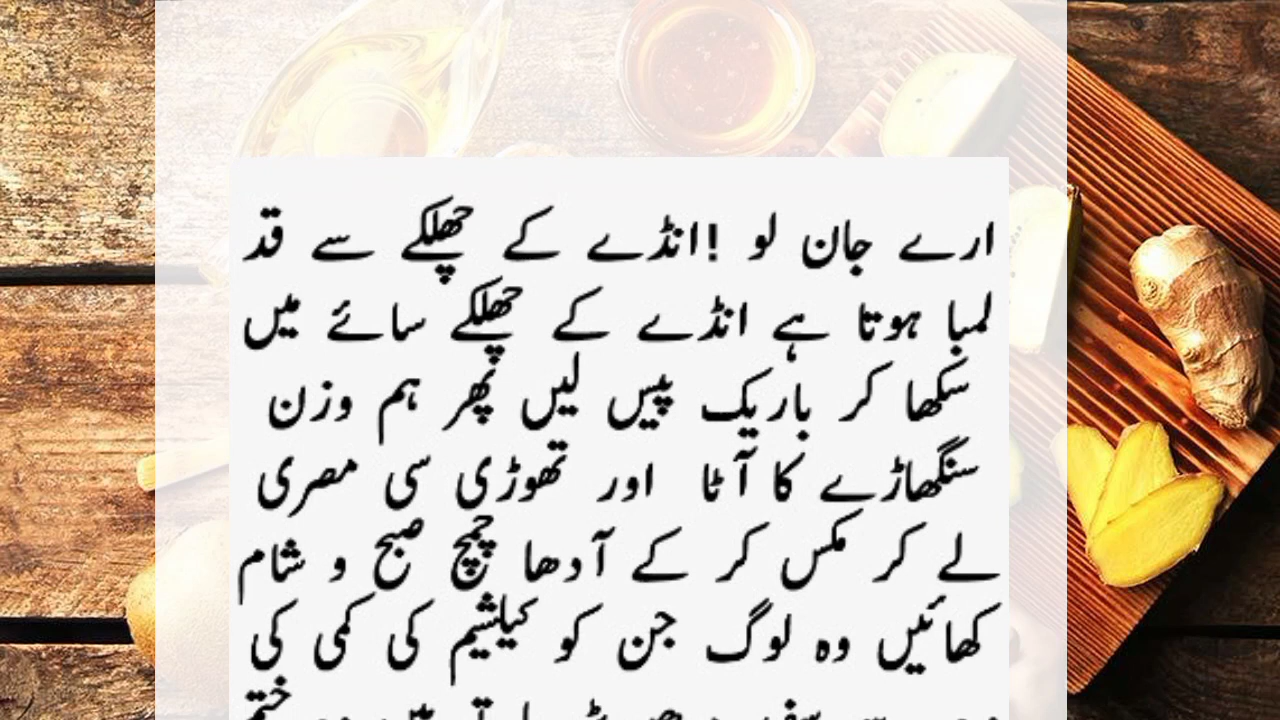 ارے جان لو !انڈے کے چھلکے سے قد
لمبا ہوتا ہے انڈے کے چھلکے سائے میں
سکھا کر باریک پیس لیں پھر ہم وزن
سنگھاڑے کا آٹا اور تھوڑی سی مصری
لے کر مکس کر کے آدھا چمچ صبح و شام
کھائیں وہ لوگ جن کو کیلشیم کی کمی کی